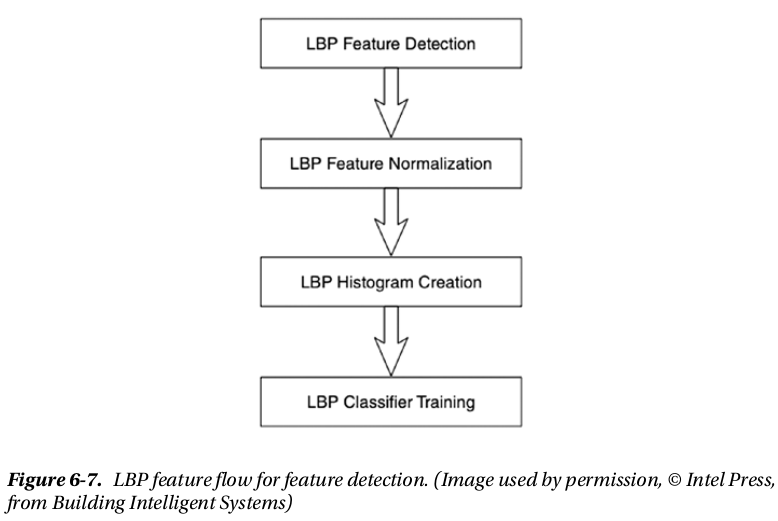 LBP Feature Detection
LBP Feature Normalization
LBP Histogram Creation
LBP Classifier Training
Figure 6-7. LBP feature flow for feature detection. (Image used by permission, © Intel Press,
from Building Intelligent Systems)